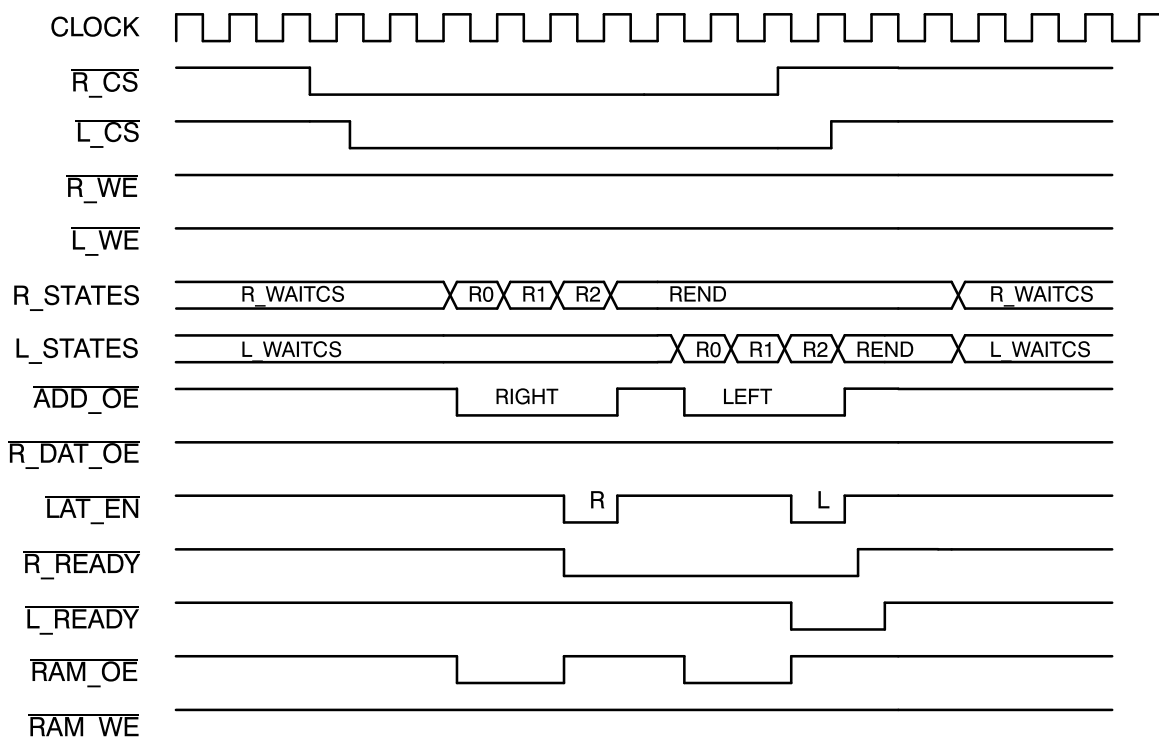 CLOCK
R_CS
L_CS
R_WE
L_WE
R_STATES R_WAITCS R0 R1 R2 REND R_WAITCS
L_STATES L_WAITCS R0 R1 R2 REND L_WAITCS
ADD_OE RIGHT LEFT
R_DAT_OE
LAT_EN R L
R_READY
L_READY
RAM_OE
RAM_WE